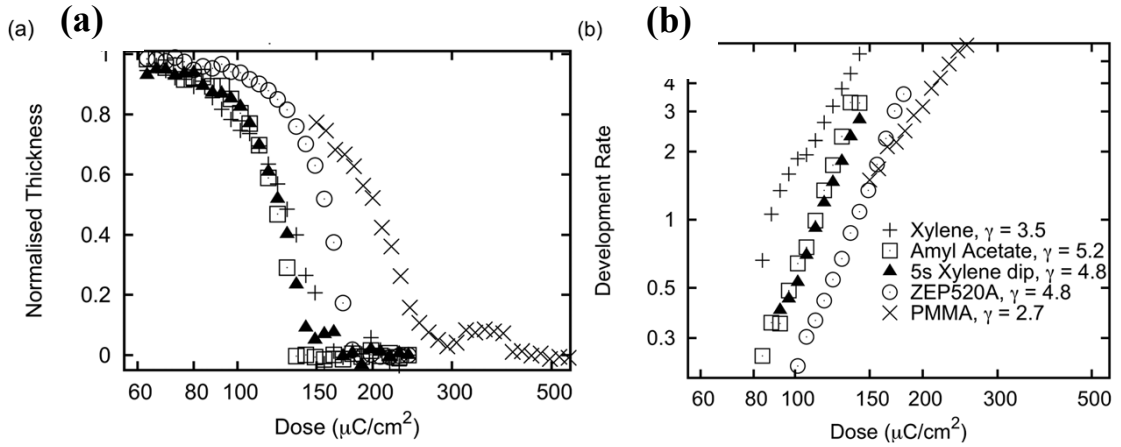 (a) (a)
1
0.8
0.6
0.4
0.2
0
Normalised Thickness
60 100 150 200 300 500
Dose (μC/cm²)
(b) (b)
4
3
2
1
0.5
0.3
Development Rate
+ Xylene, γ = 3.5
Amyl Acetate, γ = 5.2
5s Xylene dip, γ = 4.8
ZEP520A, γ = 4.8
PMMA, γ = 2.7
60 100 150 200 300 500
Dose (μC/cm²)